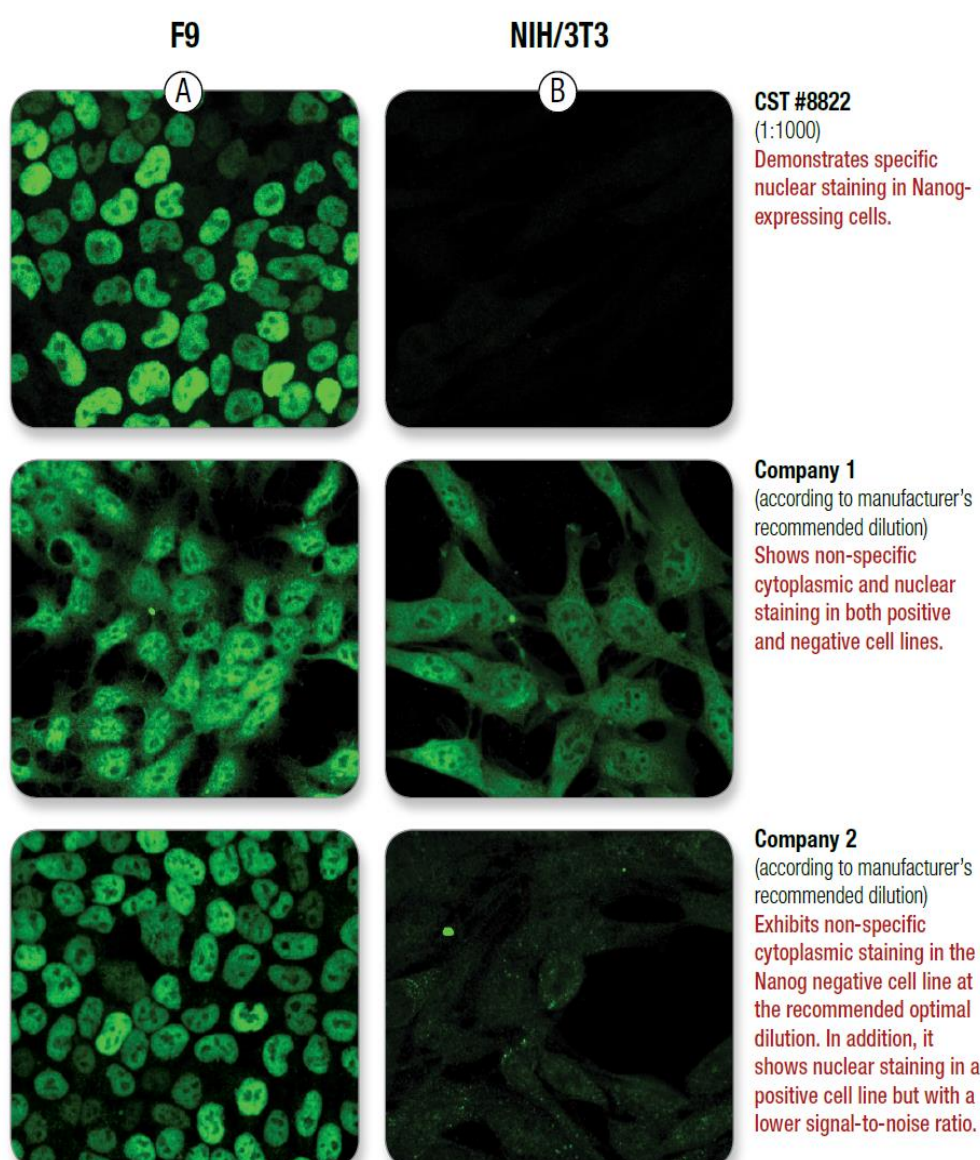 F9
NIH/3T3
A
B
CST #8822
(1:1000)
Demonstrates specific
nuclear staining in Nanog-
expressing cells.
Company 1
(according to manufacturer's
recommended dilution)
Shows non-specific
cytoplasmic and nuclear
staining in both positive
and negative cell lines.
Company 2
(according to manufacturer's
recommended dilution)
Exhibits non-specific
cytoplasmic staining in the
Nanog negative cell line at
the recommended optimal
dilution. In addition, it
shows nuclear staining in a
positive cell line but with a
lower signal-to-noise ratio.